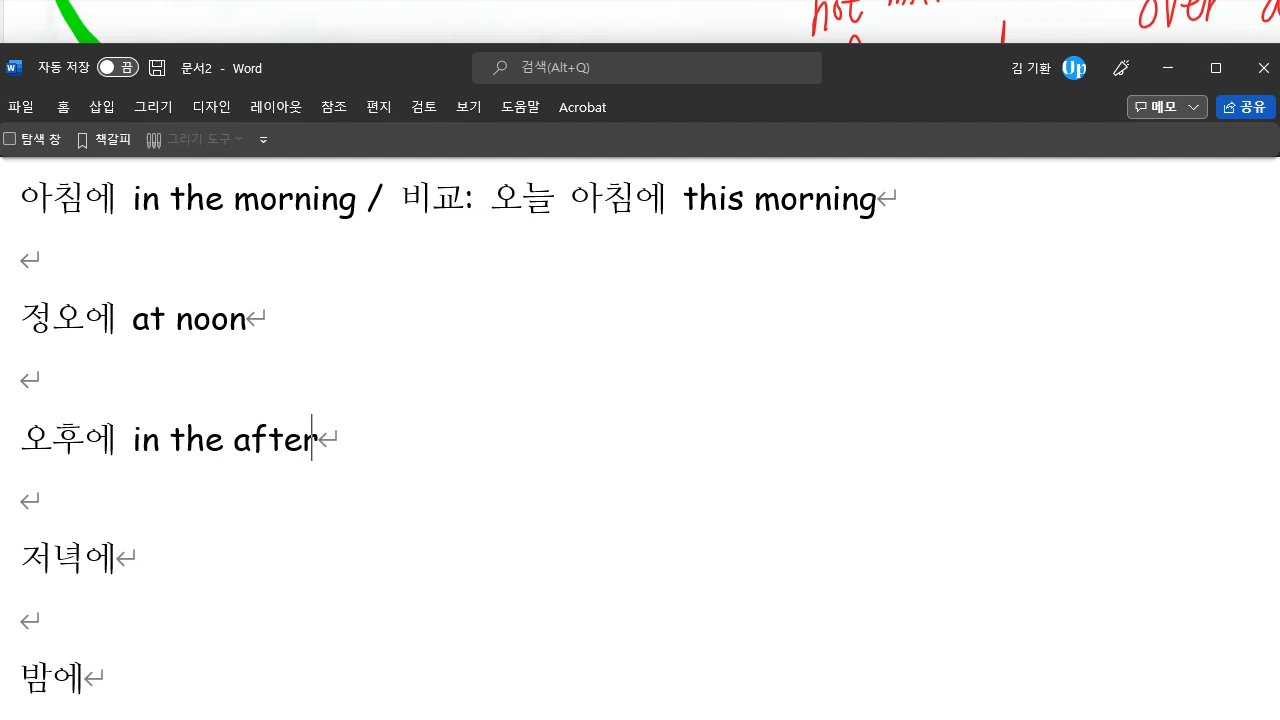 not over
자동 저장 끔 문서2 - Word 검색(Alt+Q) 김 기환 Up
파일 홈 삽입 그리기 디자인 레이아웃 참조 편지 검토 보기 도움말 Acrobat 메모 공유
탐색 창 책갈피 그리기 도구
아침에 in the morning / 비교: 오늘 아침에 this morning
정오에 at noon
오후에 in the after
저녁에
밤에